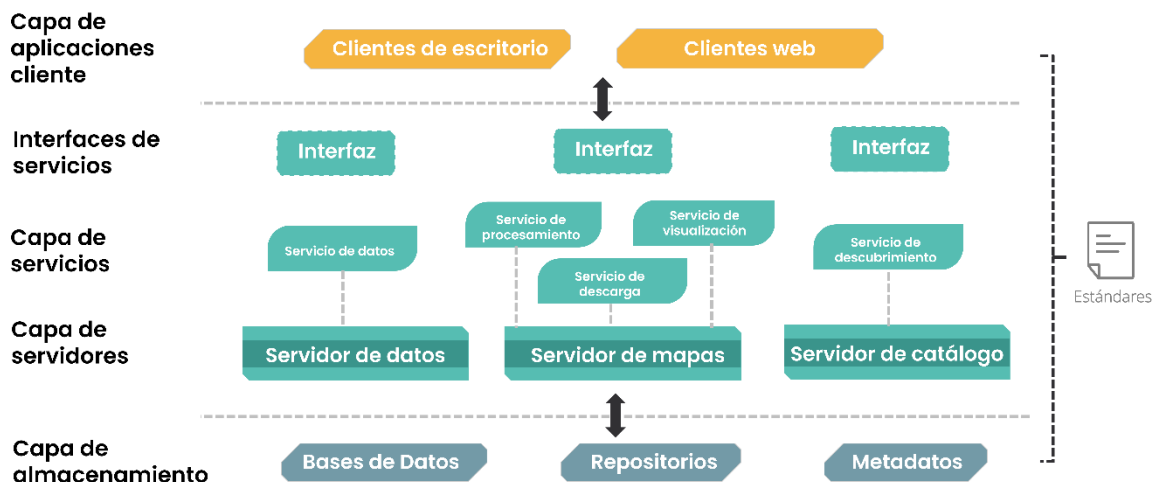 Capa de
aplicaciones
cliente
Clientes de escritorio
Clientes web
Interfaces de
servicios
Interfaz
Interfaz
Interfaz
Capa de
servicios
Servicio de datos
Servicio de
procesamiento
Servicio de
visualización
Servicio de
descarga
Servicio de
descubrimiento
Estándares
Capa de
servidores
Servidor de datos
Servidor de mapas
Servidor de catálogo
Capa de
almacenamiento
Bases de Datos
Repositorios
Metadatos